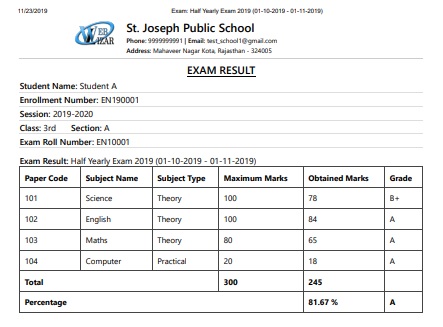 11/23/2019 Exam: Half Yearly Exam 2019 (01-10-2019 - 01-11-2019)
WEB WIZAR
St. Joseph Public School
Phone: 9999999991 | Email: test_school1@gmail.com
Address: Mahaveer Nagar Kota, Rajasthan - 324005
EXAM RESULT
Student Name: Student A
Enrollment Number: EN190001
Session: 2019-2020
Class: 3rd Section: A
Exam Roll Number: EN10001
Exam Result: Half Yearly Exam 2019 (01-10-2019 - 01-11-2019)
Paper Code Subject Name Subject Type Maximum Marks Obtained Marks Grade
101 Science Theory 100 78 B+
102 English Theory 100 84 A
103 Maths Theory 80 65 A
104 Computer Practical 20 18 A
Total 300 245
Percentage 81.67 % A